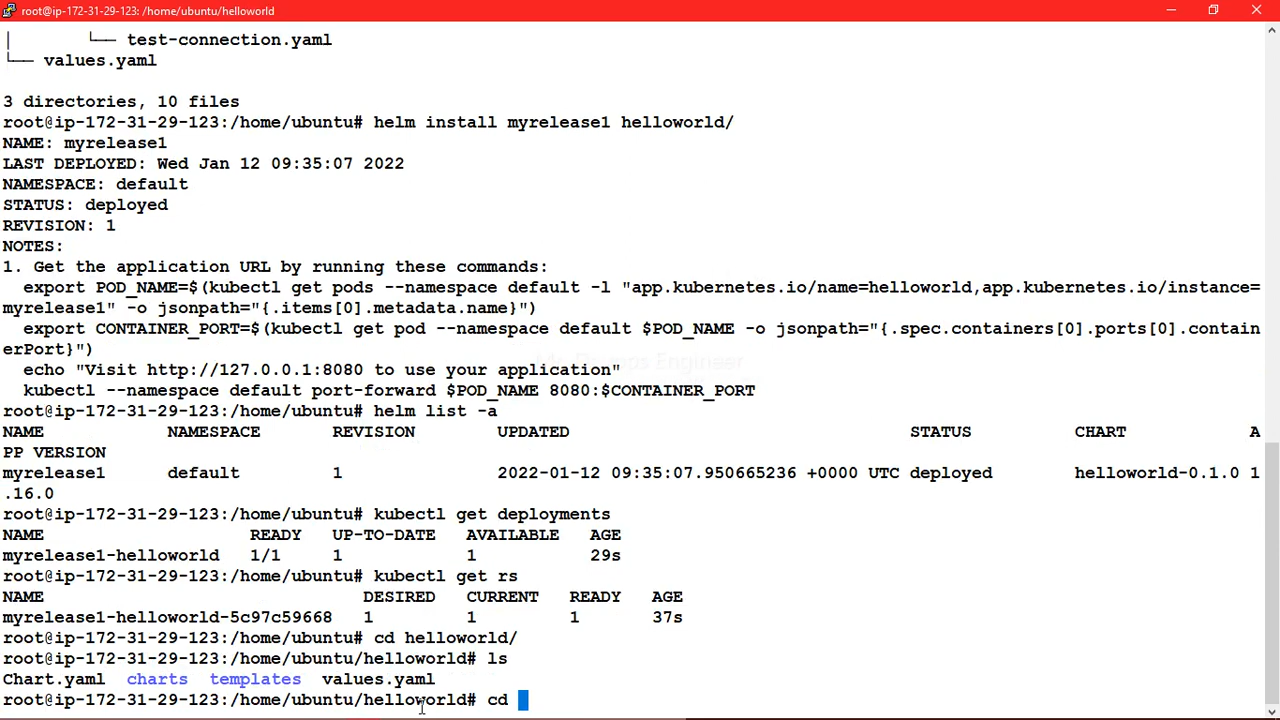 root@ip-172-31-29-123: /home/ubuntu/helloworld
│       └── test-connection.yaml
└── values.yaml
3 directories, 10 files
root@ip-172-31-29-123:/home/ubuntu# helm install myrelease1 helloworld/
NAME: myrelease1
LAST DEPLOYED: Wed Jan 12 09:35:07 2022
NAMESPACE: default
STATUS: deployed
REVISION: 1
NOTES:
1. Get the application URL by running these commands:
  export POD_NAME=$(kubectl get pods --namespace default -l "app.kubernetes.io/name=helloworld,app.kubernetes.io/instance=
myrelease1" -o jsonpath="{.items[0].metadata.name}")
  export CONTAINER_PORT=$(kubectl get pod --namespace default $POD_NAME -o jsonpath="{.spec.containers[0].ports[0].contain
erPort}")
Mr. Devops Engineer
  echo "Visit http://127.0.0.1:8080 to use your application"
  kubectl --namespace default port-forward $POD_NAME 8080:$CONTAINER_PORT
root@ip-172-31-29-123:/home/ubuntu# helm list -a
NAME            NAMESPACE       REVISION        UPDATED                                 STATUS          CHART            A
PP VERSION
myrelease1      default         1               2022-01-12 09:35:07.950665236 +0000 UTC deployed        helloworld-0.1.0 1
.16.0
root@ip-172-31-29-123:/home/ubuntu# kubectl get deployments
NAME                    READY   UP-TO-DATE   AVAILABLE   AGE
myrelease1-helloworld   1/1     1            1           29s
root@ip-172-31-29-123:/home/ubuntu# kubectl get rs
NAME                               DESIRED   CURRENT   READY   AGE
myrelease1-helloworld-5c97c59668   1         1         1       37s
root@ip-172-31-29-123:/home/ubuntu# cd helloworld/
root@ip-172-31-29-123:/home/ubuntu/helloworld# ls
Chart.yaml  charts  templates  values.yaml
root@ip-172-31-29-123:/home/ubuntu/helloworld# cd